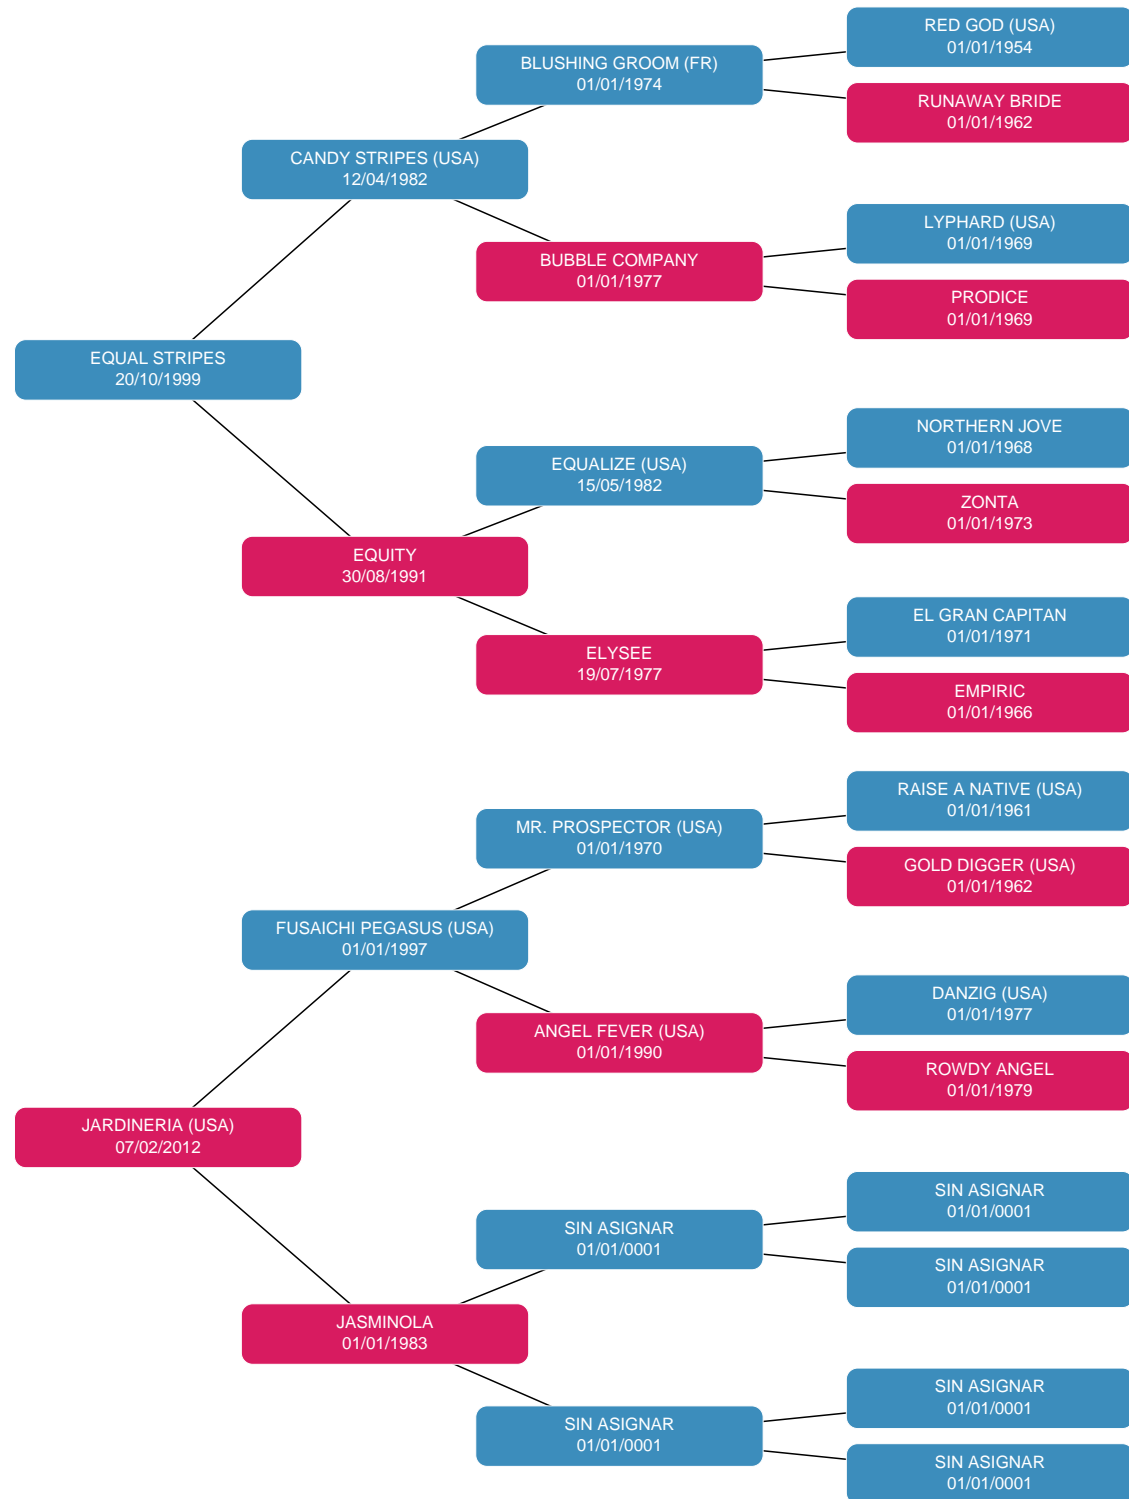 RED GOD (USA)
01/01/1954
BLUSHING GROOM (FR)
01/01/1974
RUNAWAY BRIDE
01/01/1962
CANDY STRIPES (USA)
12/04/1982
LYPHARD (USA)
01/01/1969
BUBBLE COMPANY
01/01/1977
PRODICE
01/01/1969
EQUAL STRIPES
20/10/1999
NORTHERN JOVE
01/01/1968
EQUALIZE (USA)
15/05/1982
ZONTA
01/01/1973
EQUITY
30/08/1991
EL GRAN CAPITAN
01/01/1971
ELYSEE
19/07/1977
EMPIRIC
01/01/1966
RAISE A NATIVE (USA)
01/01/1961
MR. PROSPECTOR (USA)
01/01/1970
GOLD DIGGER (USA)
01/01/1962
FUSAICHI PEGASUS (USA)
01/01/1997
DANZIG (USA)
01/01/1977
ANGEL FEVER (USA)
01/01/1990
ROWDY ANGEL
01/01/1979
JARDINERIA (USA)
07/02/2012
SIN ASIGNAR
01/01/0001
SIN ASIGNAR
01/01/0001
SIN ASIGNAR
01/01/0001
JASMINOLA
01/01/1983
SIN ASIGNAR
01/01/0001
SIN ASIGNAR
01/01/0001
SIN ASIGNAR
01/01/0001